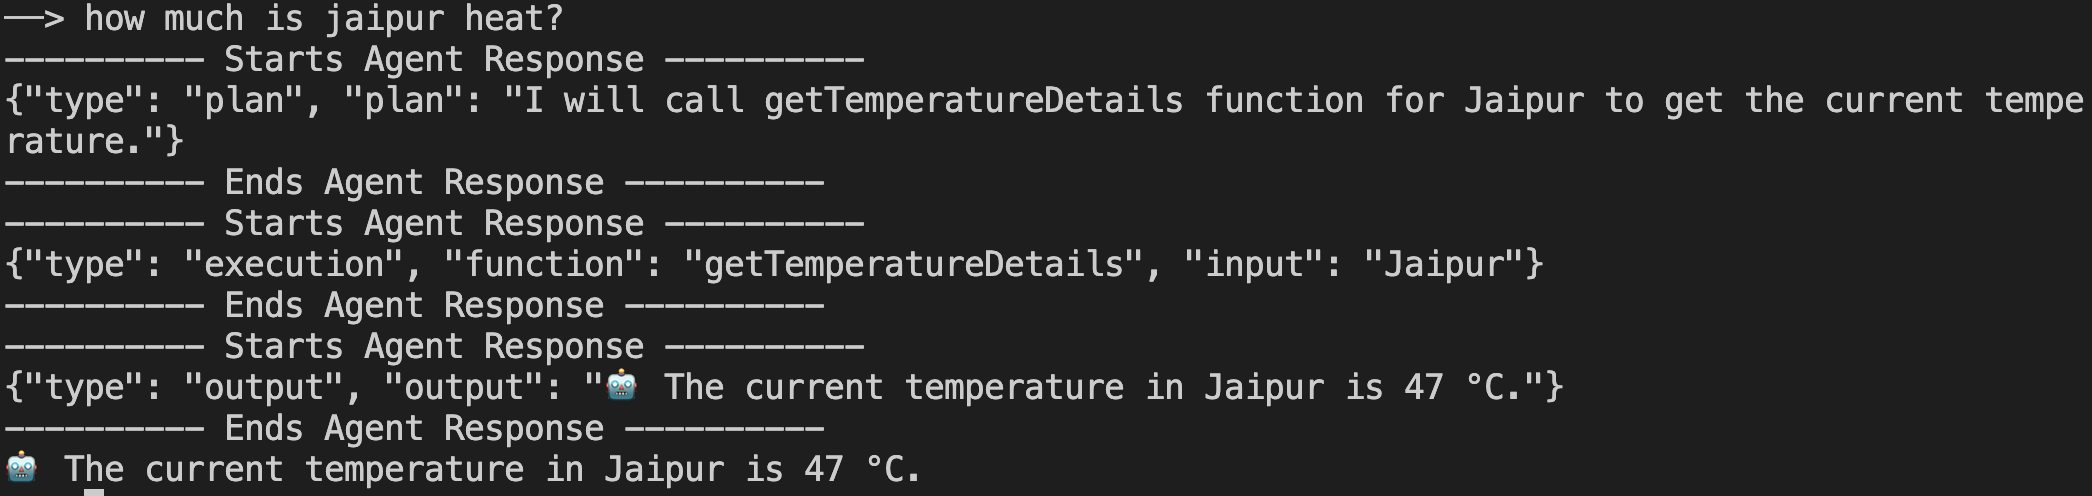 ——> how much is jaipur heat?
---------- Starts Agent Response ----------
{"type": "plan", "plan": "I will call getTemperatureDetails function for Jaipur to get the current tempe
rature."}
---------- Ends Agent Response ----------
---------- Starts Agent Response ----------
{"type": "execution", "function": "getTemperatureDetails", "input": "Jaipur"}
---------- Ends Agent Response ----------
---------- Starts Agent Response ----------
{"type": "output", "output": "🤖 The current temperature in Jaipur is 47 °C."}
---------- Ends Agent Response ----------
🤖 The current temperature in Jaipur is 47 °C.